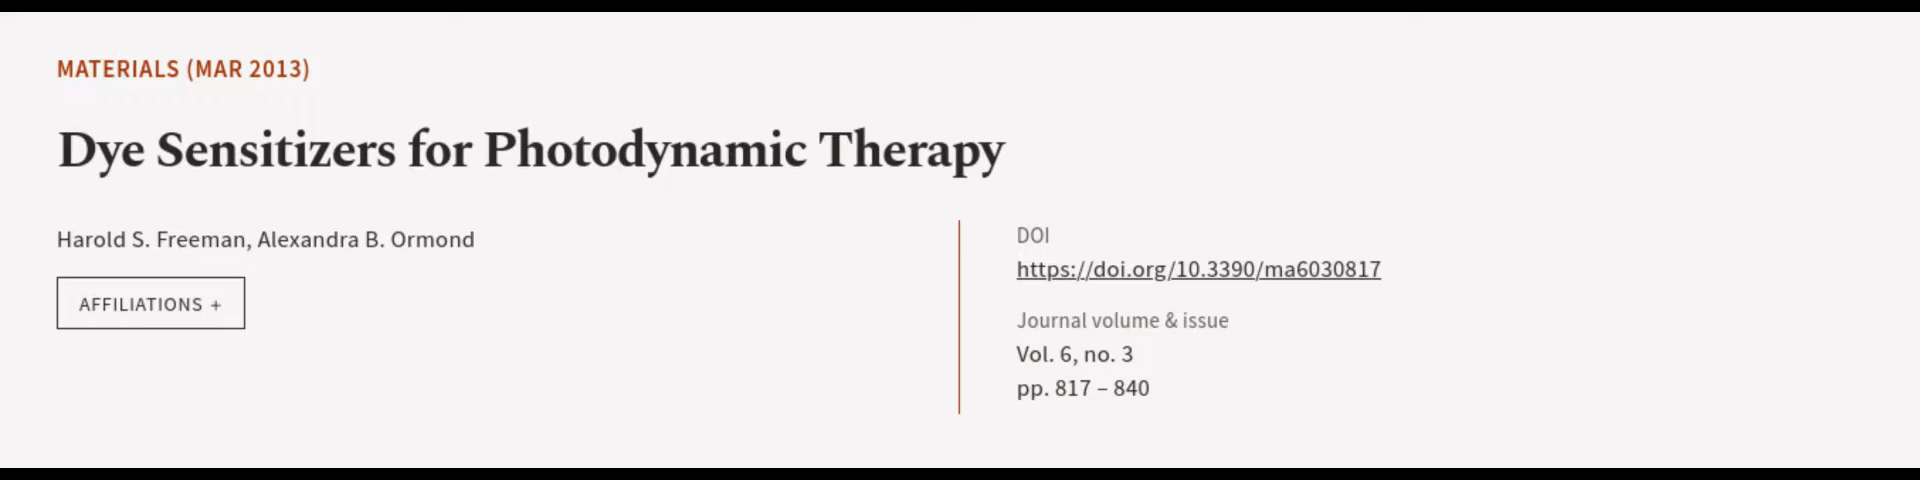 MATERIALS (MAR 2013)
Dye Sensitizers for Photodynamic Therapy
Harold S. Freeman, Alexandra B. Ormond
AFFILIATIONS +
DOI
https://doi.org/10.3390/ma6030817
Journal volume & issue
Vol. 6, no. 3
pp. 817 – 840